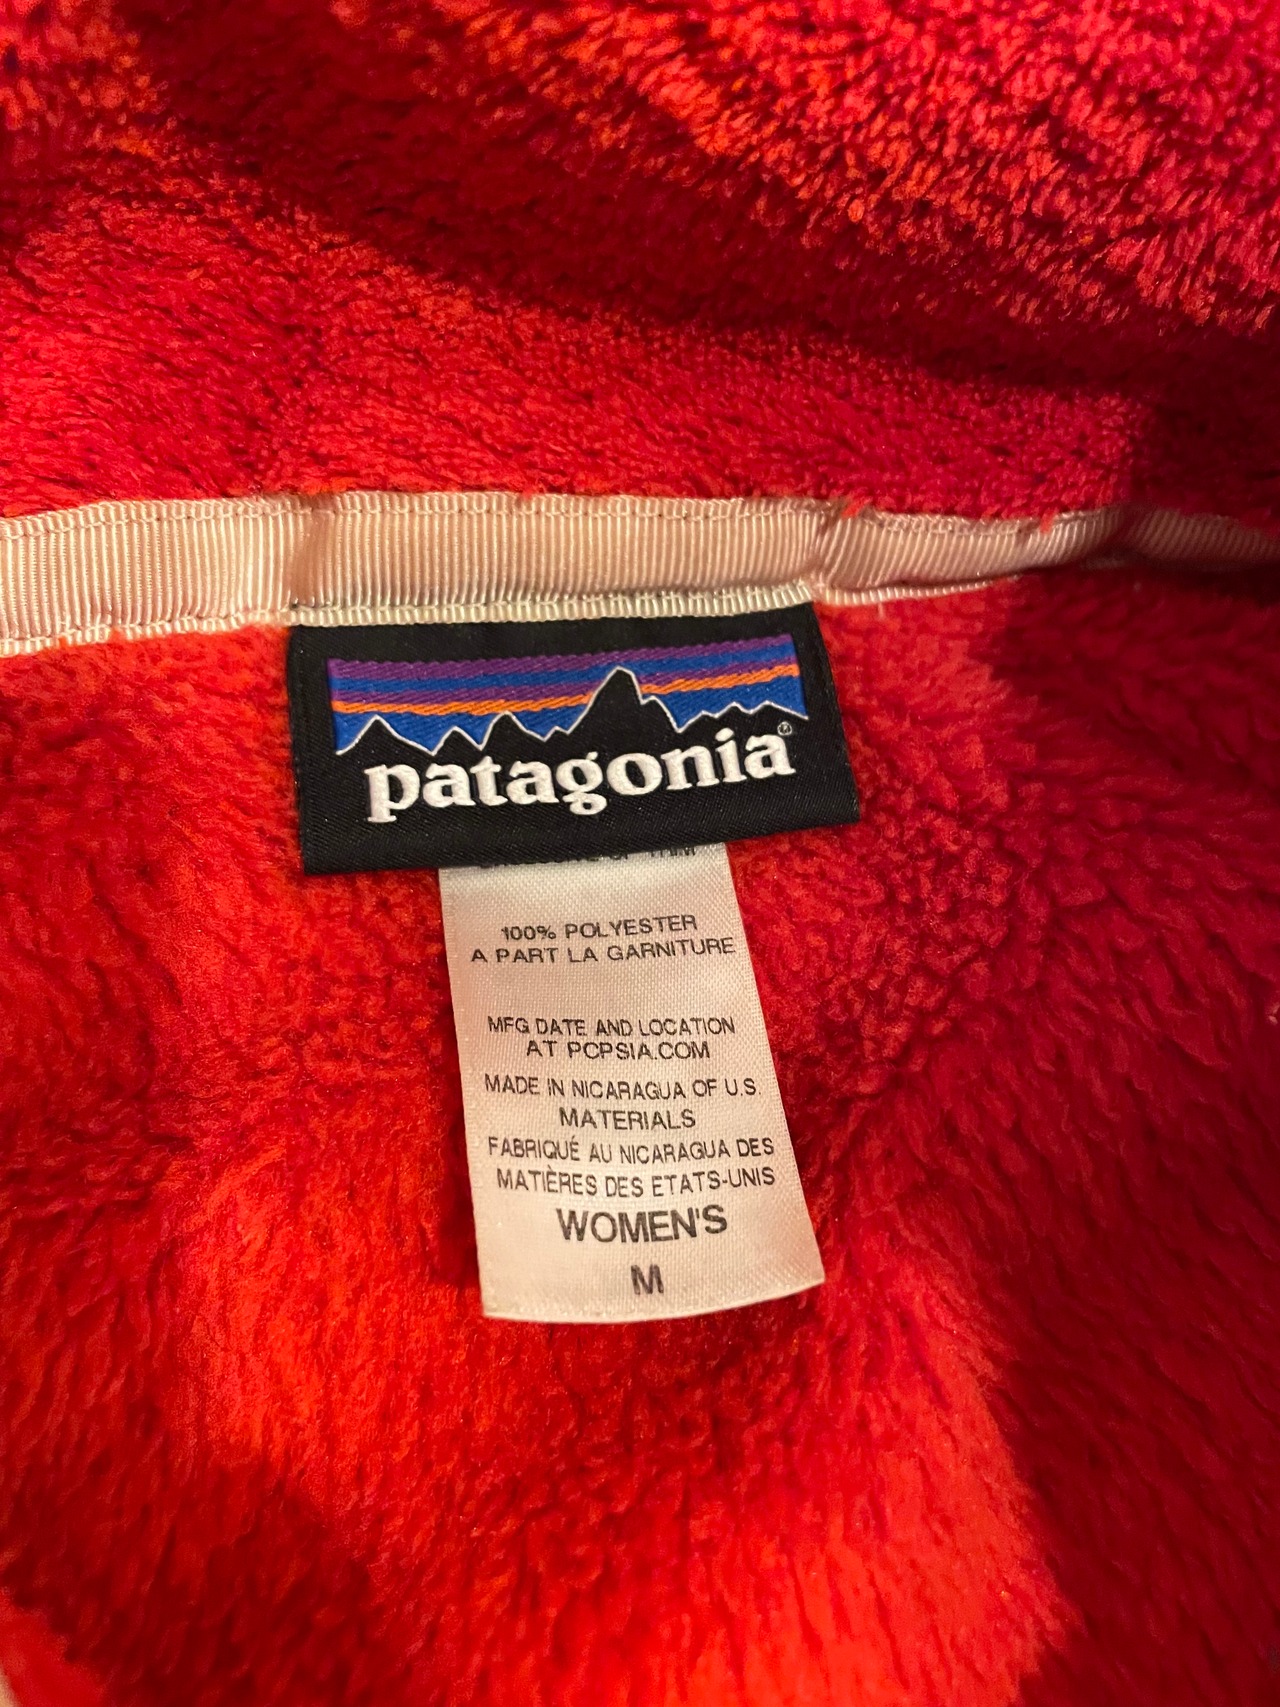 patagonia®
100% POLYESTER
A PART LA GARNITURE
MFG DATE AND LOCATION
AT PCPSIA.COM
MADE IN NICARAGUA OF U.S.
MATERIALS
FABRIQUÉ AU NICARAGUA DES
MATIÈRES DES ETATS-UNIS
WOMEN'S
M